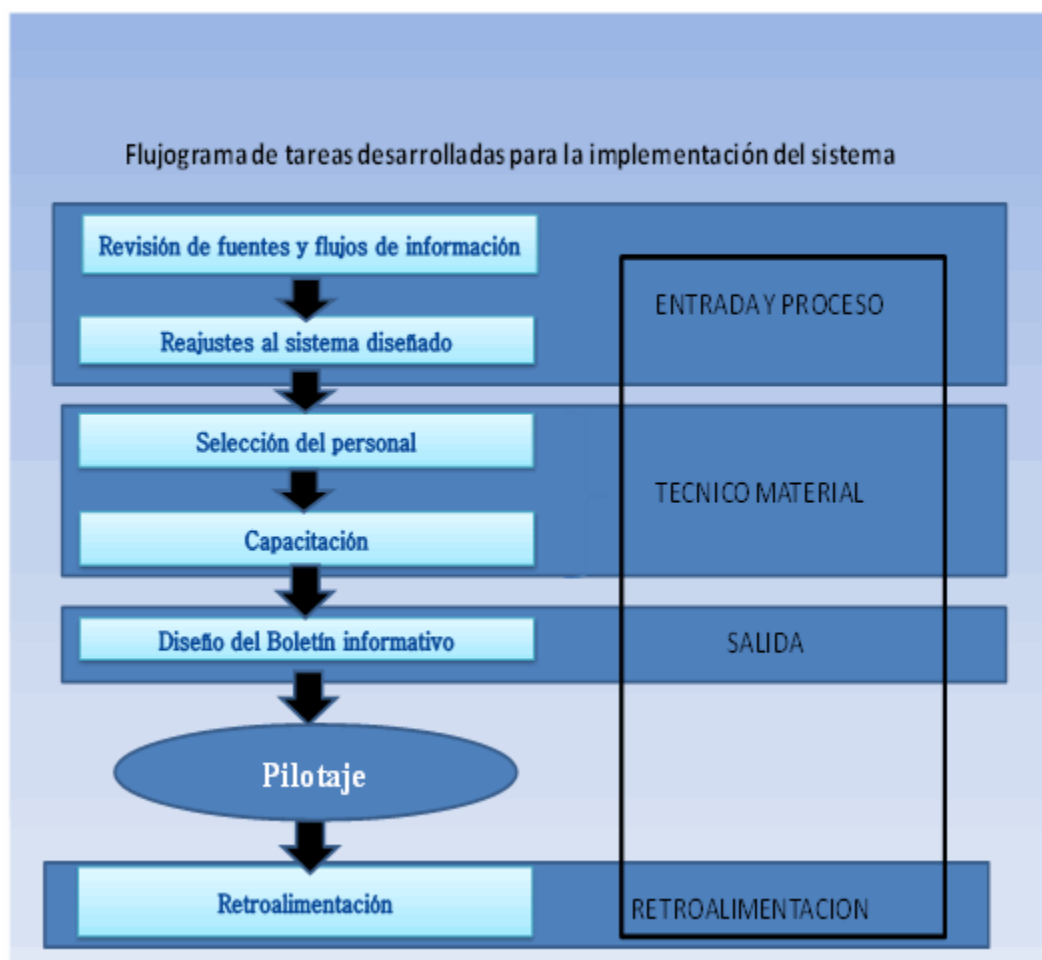 Flujograma de tareas desarrolladas para la implementación del sistema
Revisión de fuentes y flujos de información
ENTRADA Y PROCESO
Reajustes al sistema diseñado
Selección del personal
TECNICO MATERIAL
Capacitación
Diseño del Boletín informativo
SALIDA
Pilotaje
Retroalimentación
RETROALIMENTACION